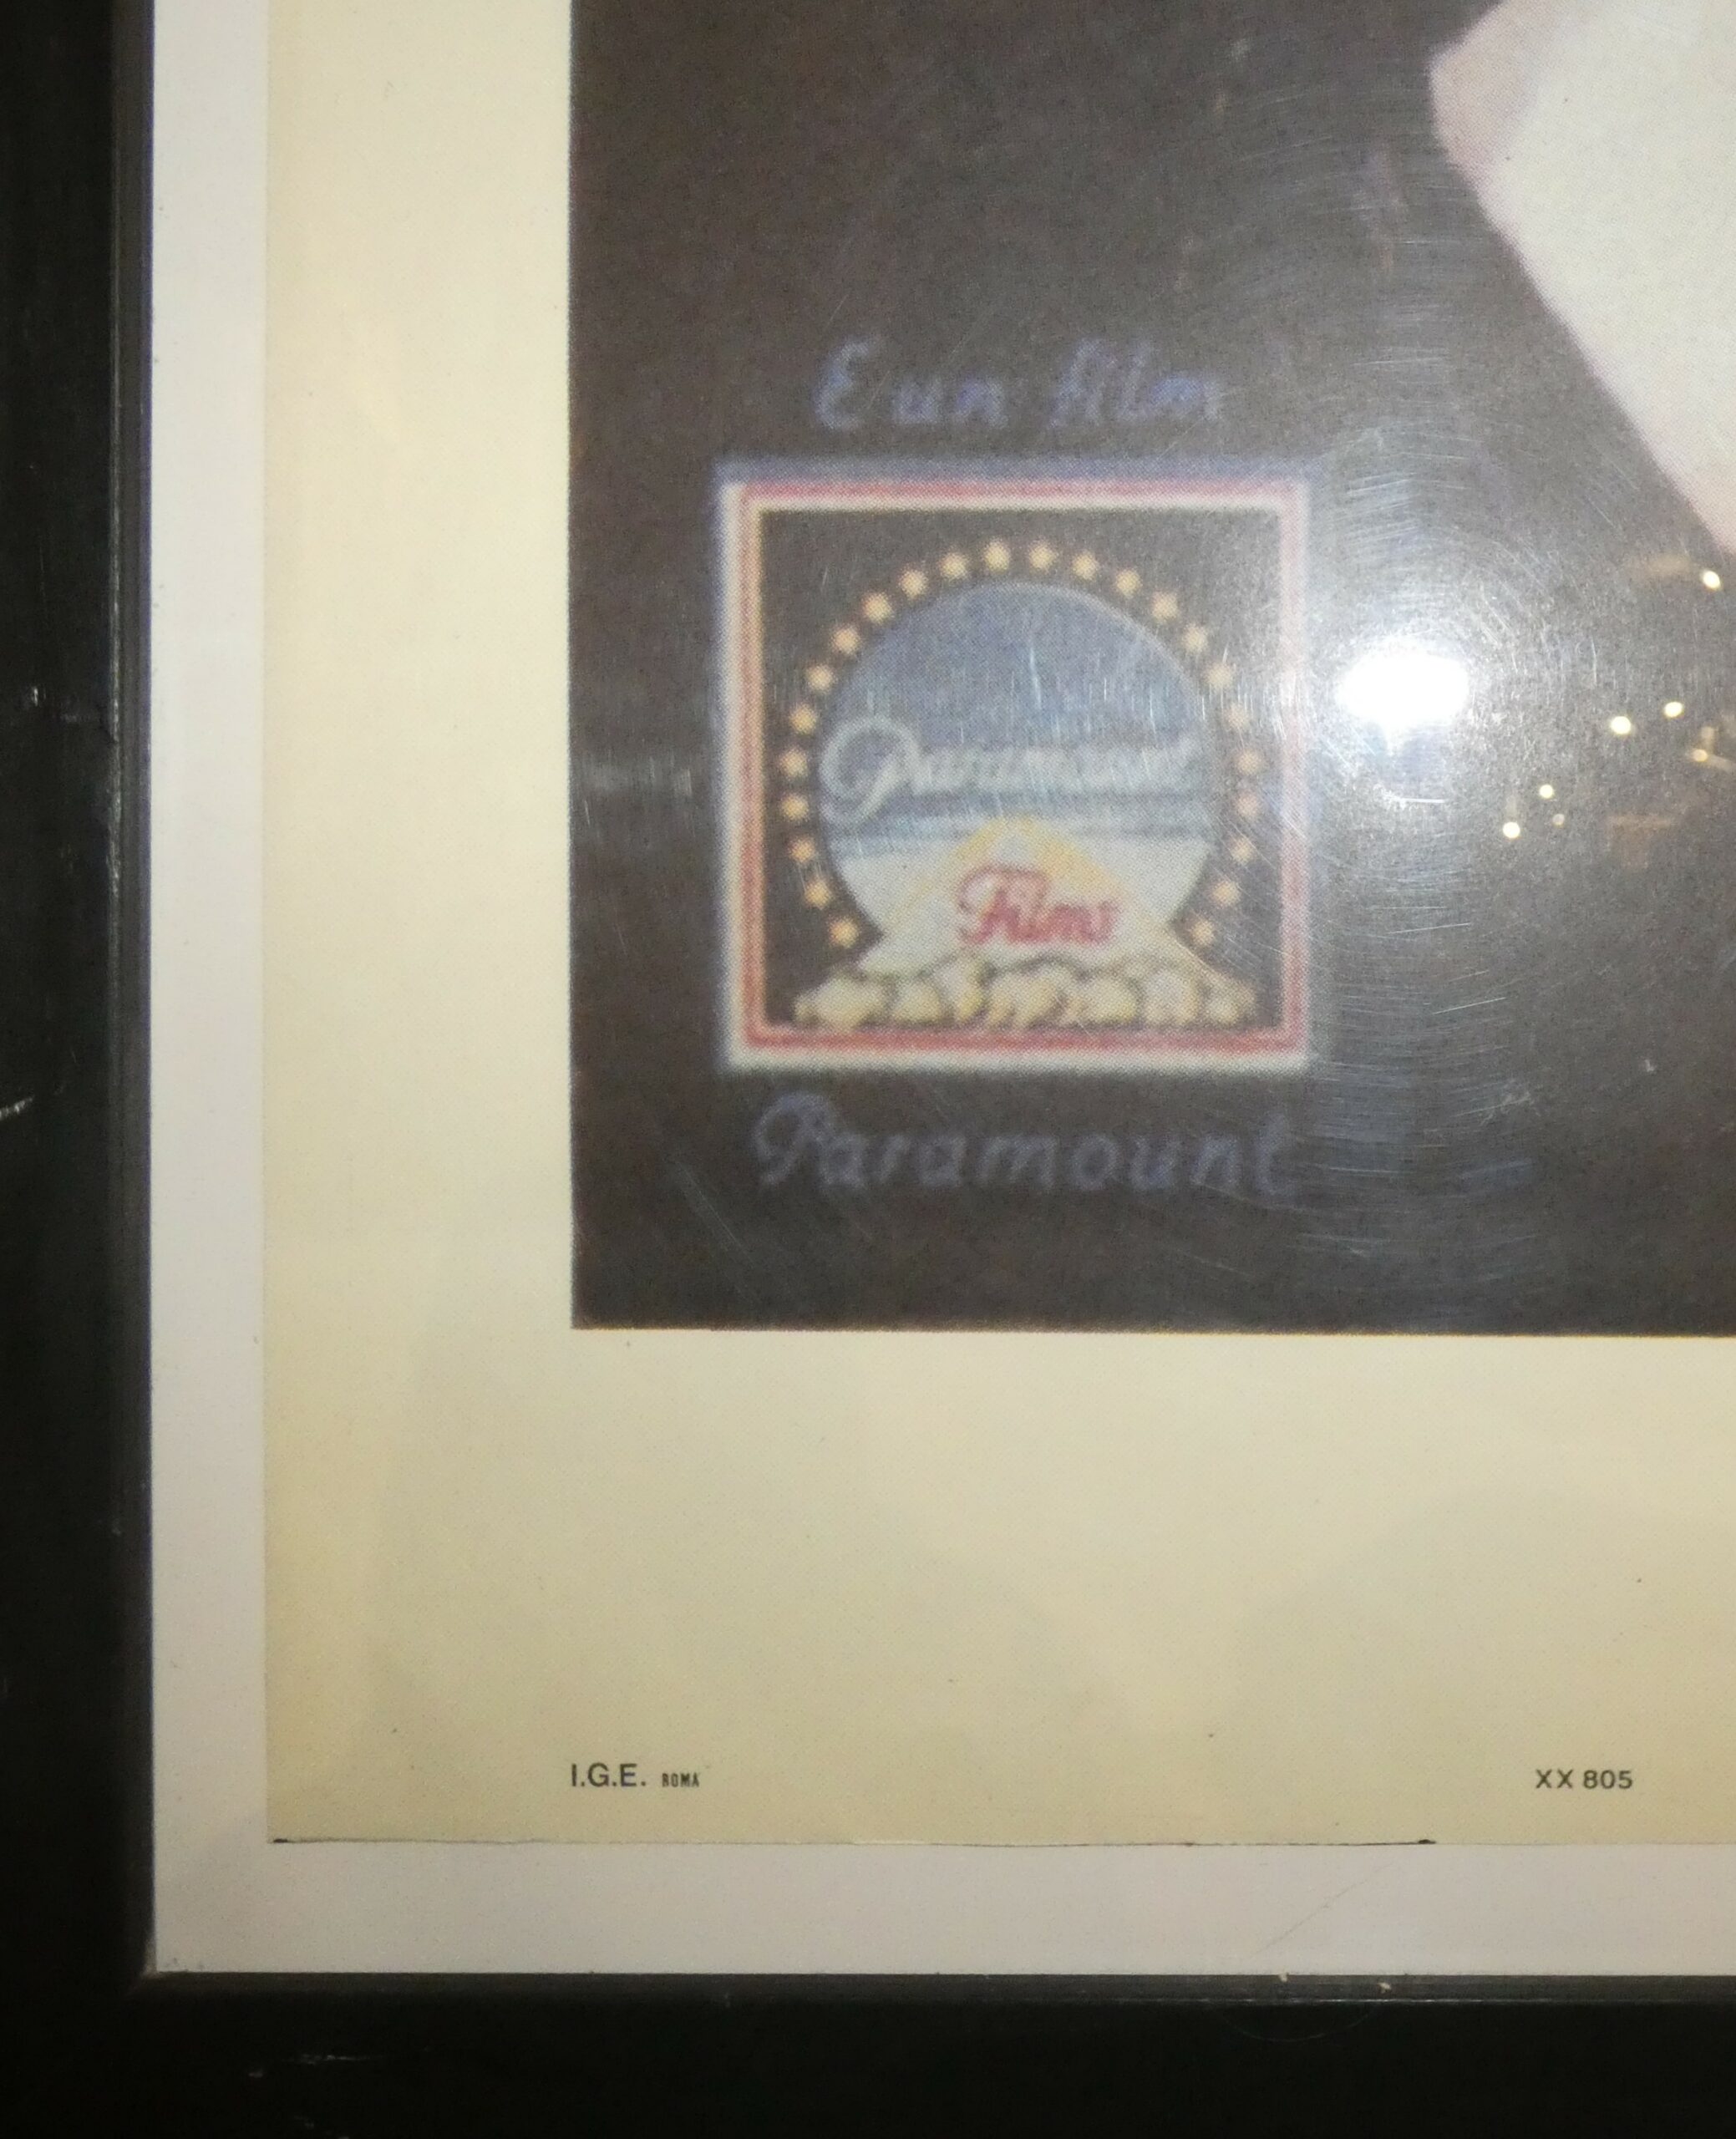 E un film
Paramount
Films
Paramount
I.G.E. ROMA
XX 805